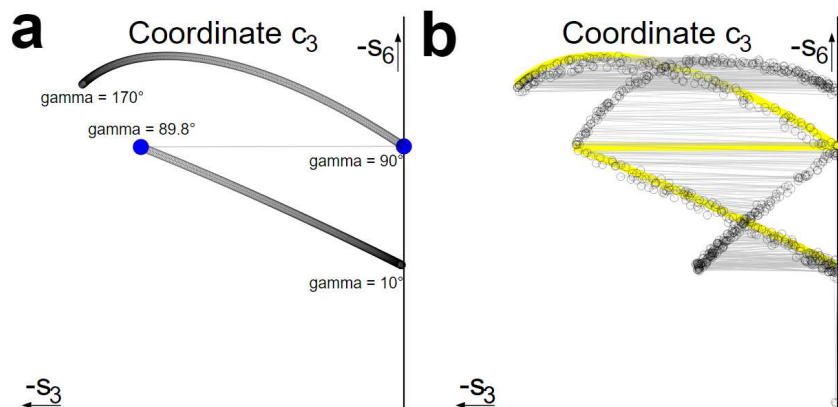 a
Coordinate c3
-s6
gamma = 170°
gamma = 89.8°
gamma = 90°
gamma = 10°
-s3
b
Coordinate c3
-s6
-s3